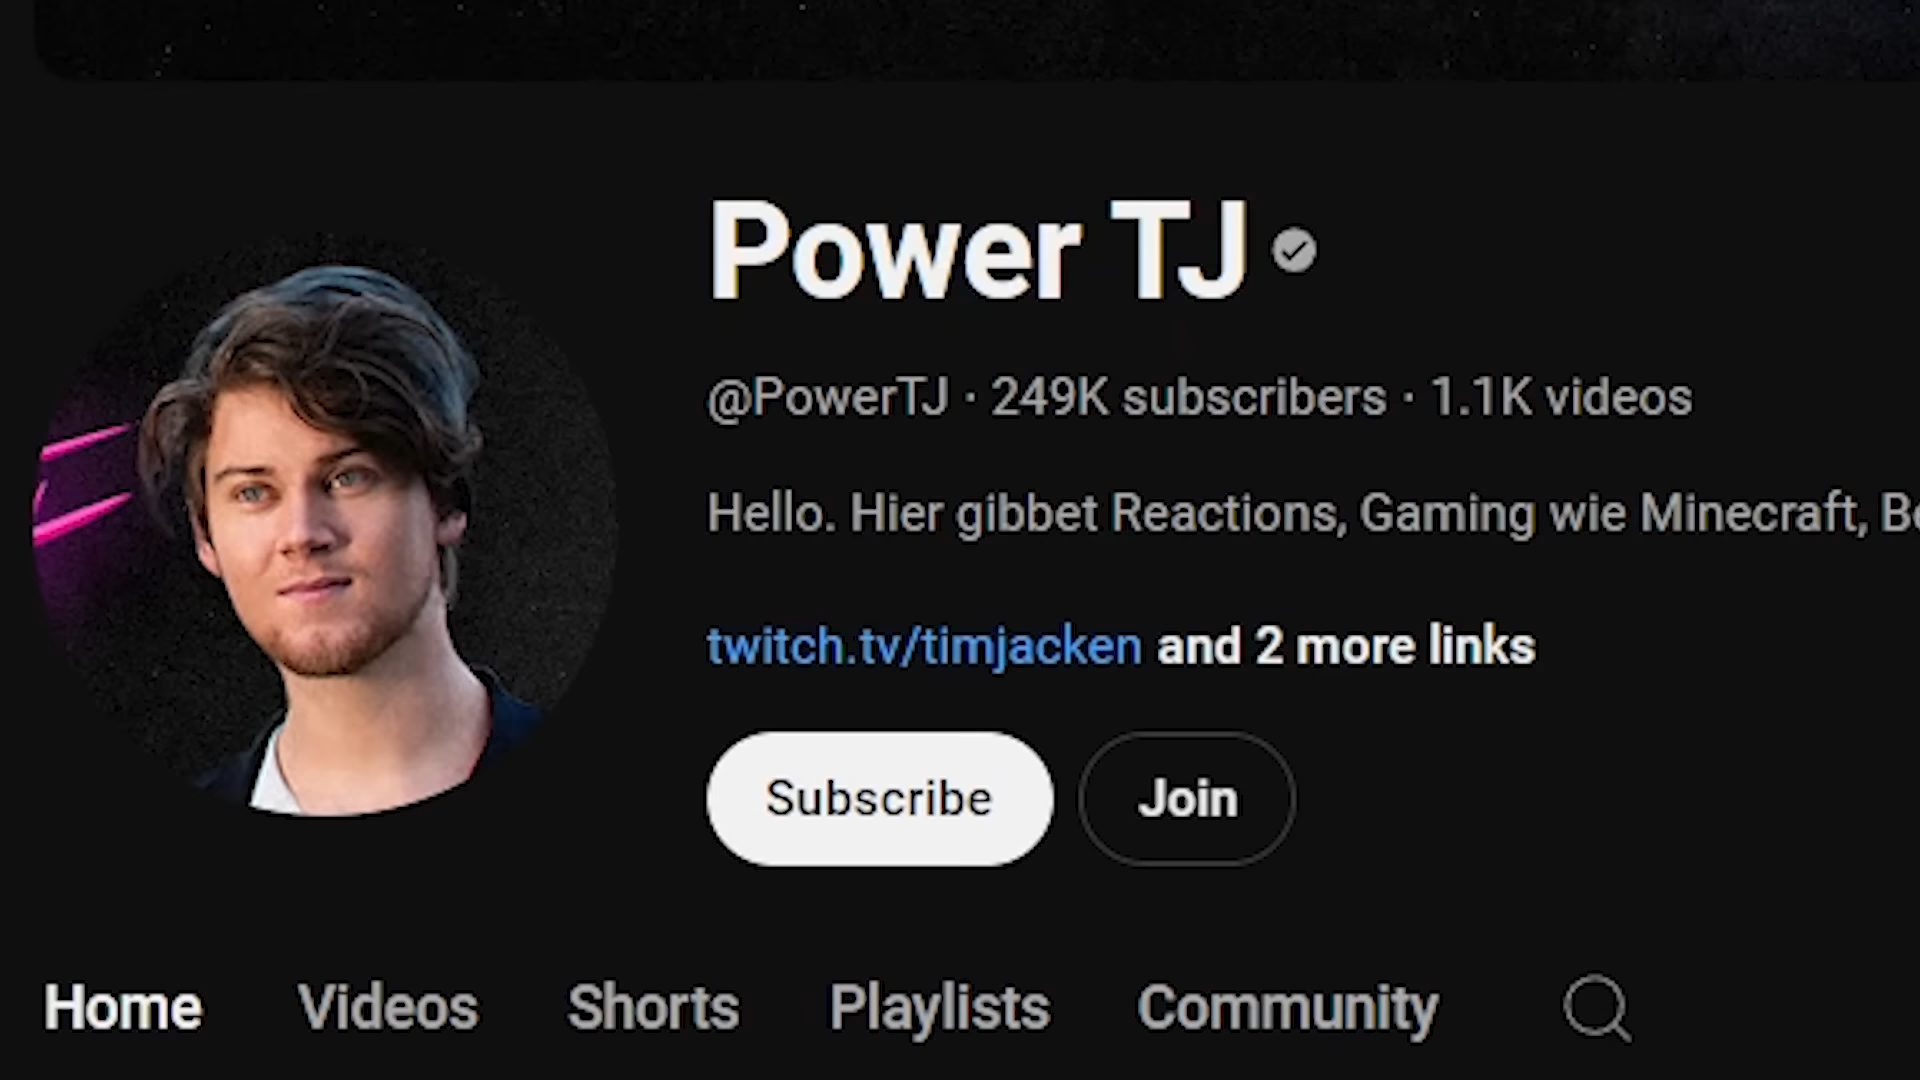 Power TJ
@PowerTJ · 249K subscribers · 1.1K videos
Hello. Hier gibbet Reactions, Gaming wie Minecraft,
twitch.tv/timjacken and 2 more links
Subscribe Join
Home Videos Shorts Playlists Community